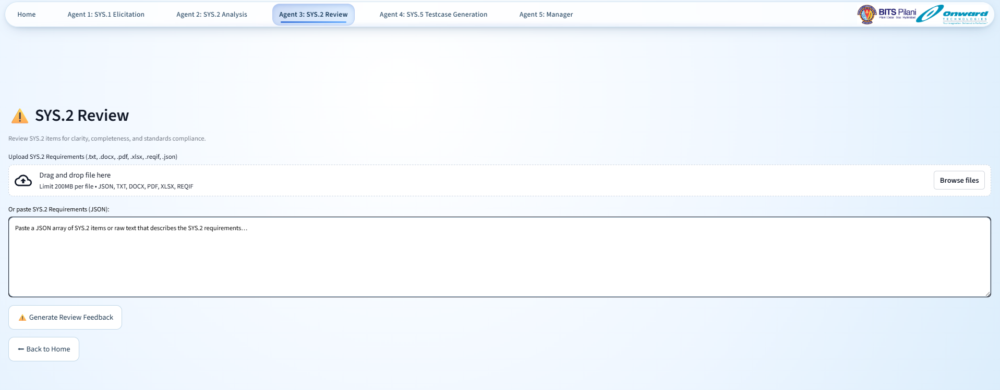 Home
Agent 1: SYS.1 Elicitation
Agent 2: SYS.2 Analysis
Agent 3: SYS.2 Review
Agent 4: SYS.5 Testcase Generation
Agent 5: Manager
BITS Pilani
Pilani | Dubai | Goa | Hyderabad
Onward
TECHNOLOGIES
SYS.2 Review
Review SYS.2 items for clarity, completeness, and standards compliance.
Upload SYS.2 Requirements (.txt, .docx, .pdf, .xlsx, .reqif, .json)
Drag and drop file here
Limit 200MB per file • JSON, TXT, DOCX, PDF, XLSX, REQIF
Browse files
Or paste SYS.2 Requirements (JSON):
Paste a JSON array of SYS.2 items or raw text that describes the SYS.2 requirements…
Generate Review Feedback
← Back to Home